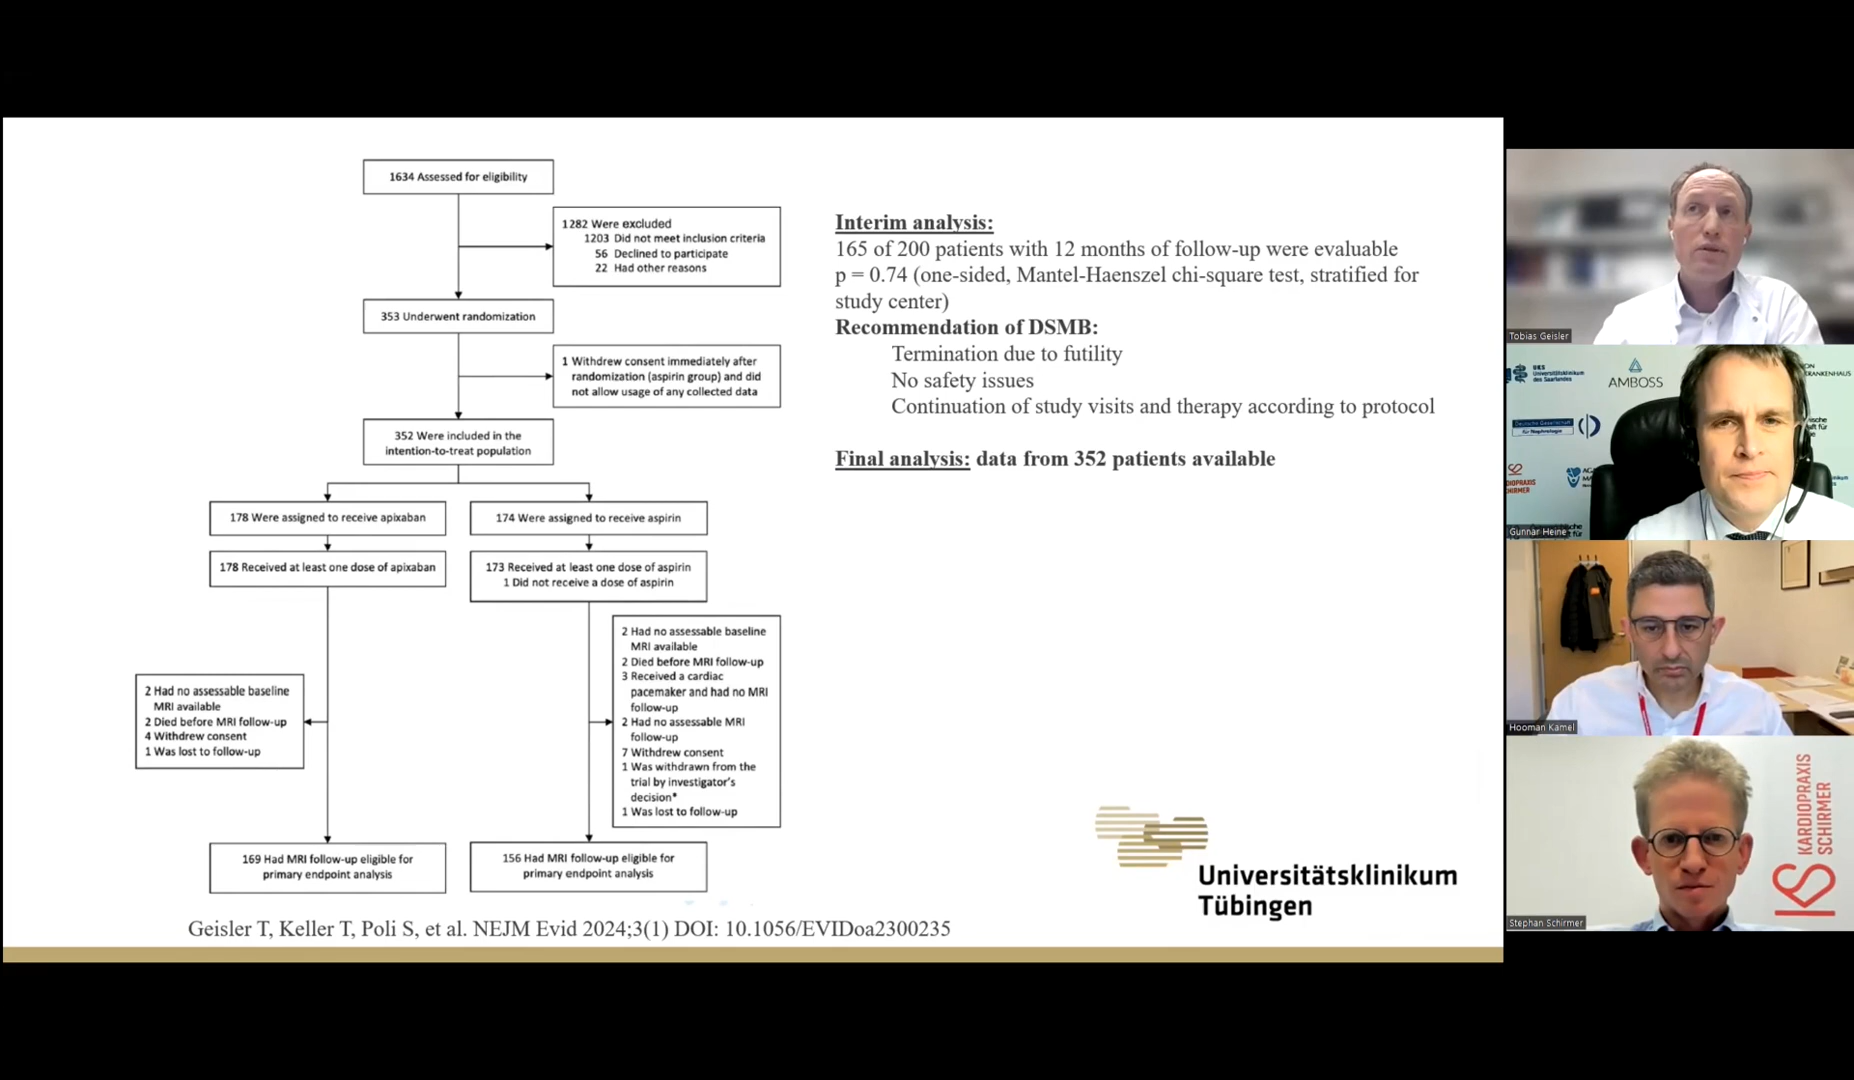 1634 Assessed for eligibility
1282 Were excluded
1203 Did not meet inclusion criteria
56 Declined to participate
22 Had other reasons
353 Underwent randomization
1 Withdrew consent immediately after
randomization (aspirin group) and did
not allow usage of any collected data
352 Were included in the
intention-to-treat population
178 Were assigned to receive apixaban
174 Were assigned to receive aspirin
178 Received at least one dose of apixaban
173 Received at least one dose of aspirin
1 Did not receive a dose of aspirin
2 Had no assessable baseline
MRI available
2 Died before MRI follow-up
4 Withdrew consent
1 Was lost to follow-up
2 Had no assessable baseline
MRI available
2 Died before MRI follow-up
3 Received a cardiac
pacemaker and had no MRI
follow-up
2 Had no assessable MRI
follow-up
7 Withdrew consent
1 Was withdrawn from the
trial by investigator's
decision*
1 Was lost to follow-up
169 Had MRI follow-up eligible for
primary endpoint analysis
156 Had MRI follow-up eligible for
primary endpoint analysis
Interim analysis:
165 of 200 patients with 12 months of follow-up were evaluable
p = 0.74 (one-sided, Mantel-Haenszel chi-square test, stratified for
study center)
Recommendation of DSMB:
Termination due to futility
No safety issues
Continuation of study visits and therapy according to protocol
Final analysis: data from 352 patients available
Universitätsklinikum
Tübingen
Geisler T, Keller T, Poli S, et al. NEJM Evid 2024;3(1) DOI: 10.1056/EVIDoa2300235
Tobias Geisler
UKS
Universitätsklinikum
des Saarlandes
AMBOSS
KRANKENHAUS
Deutsche Gesellschaft
für Nephrologie
Gunnar Heine
Hooman Kamel
KARDIOPRAXIS
SCHIRMER
Stephan Schirmer